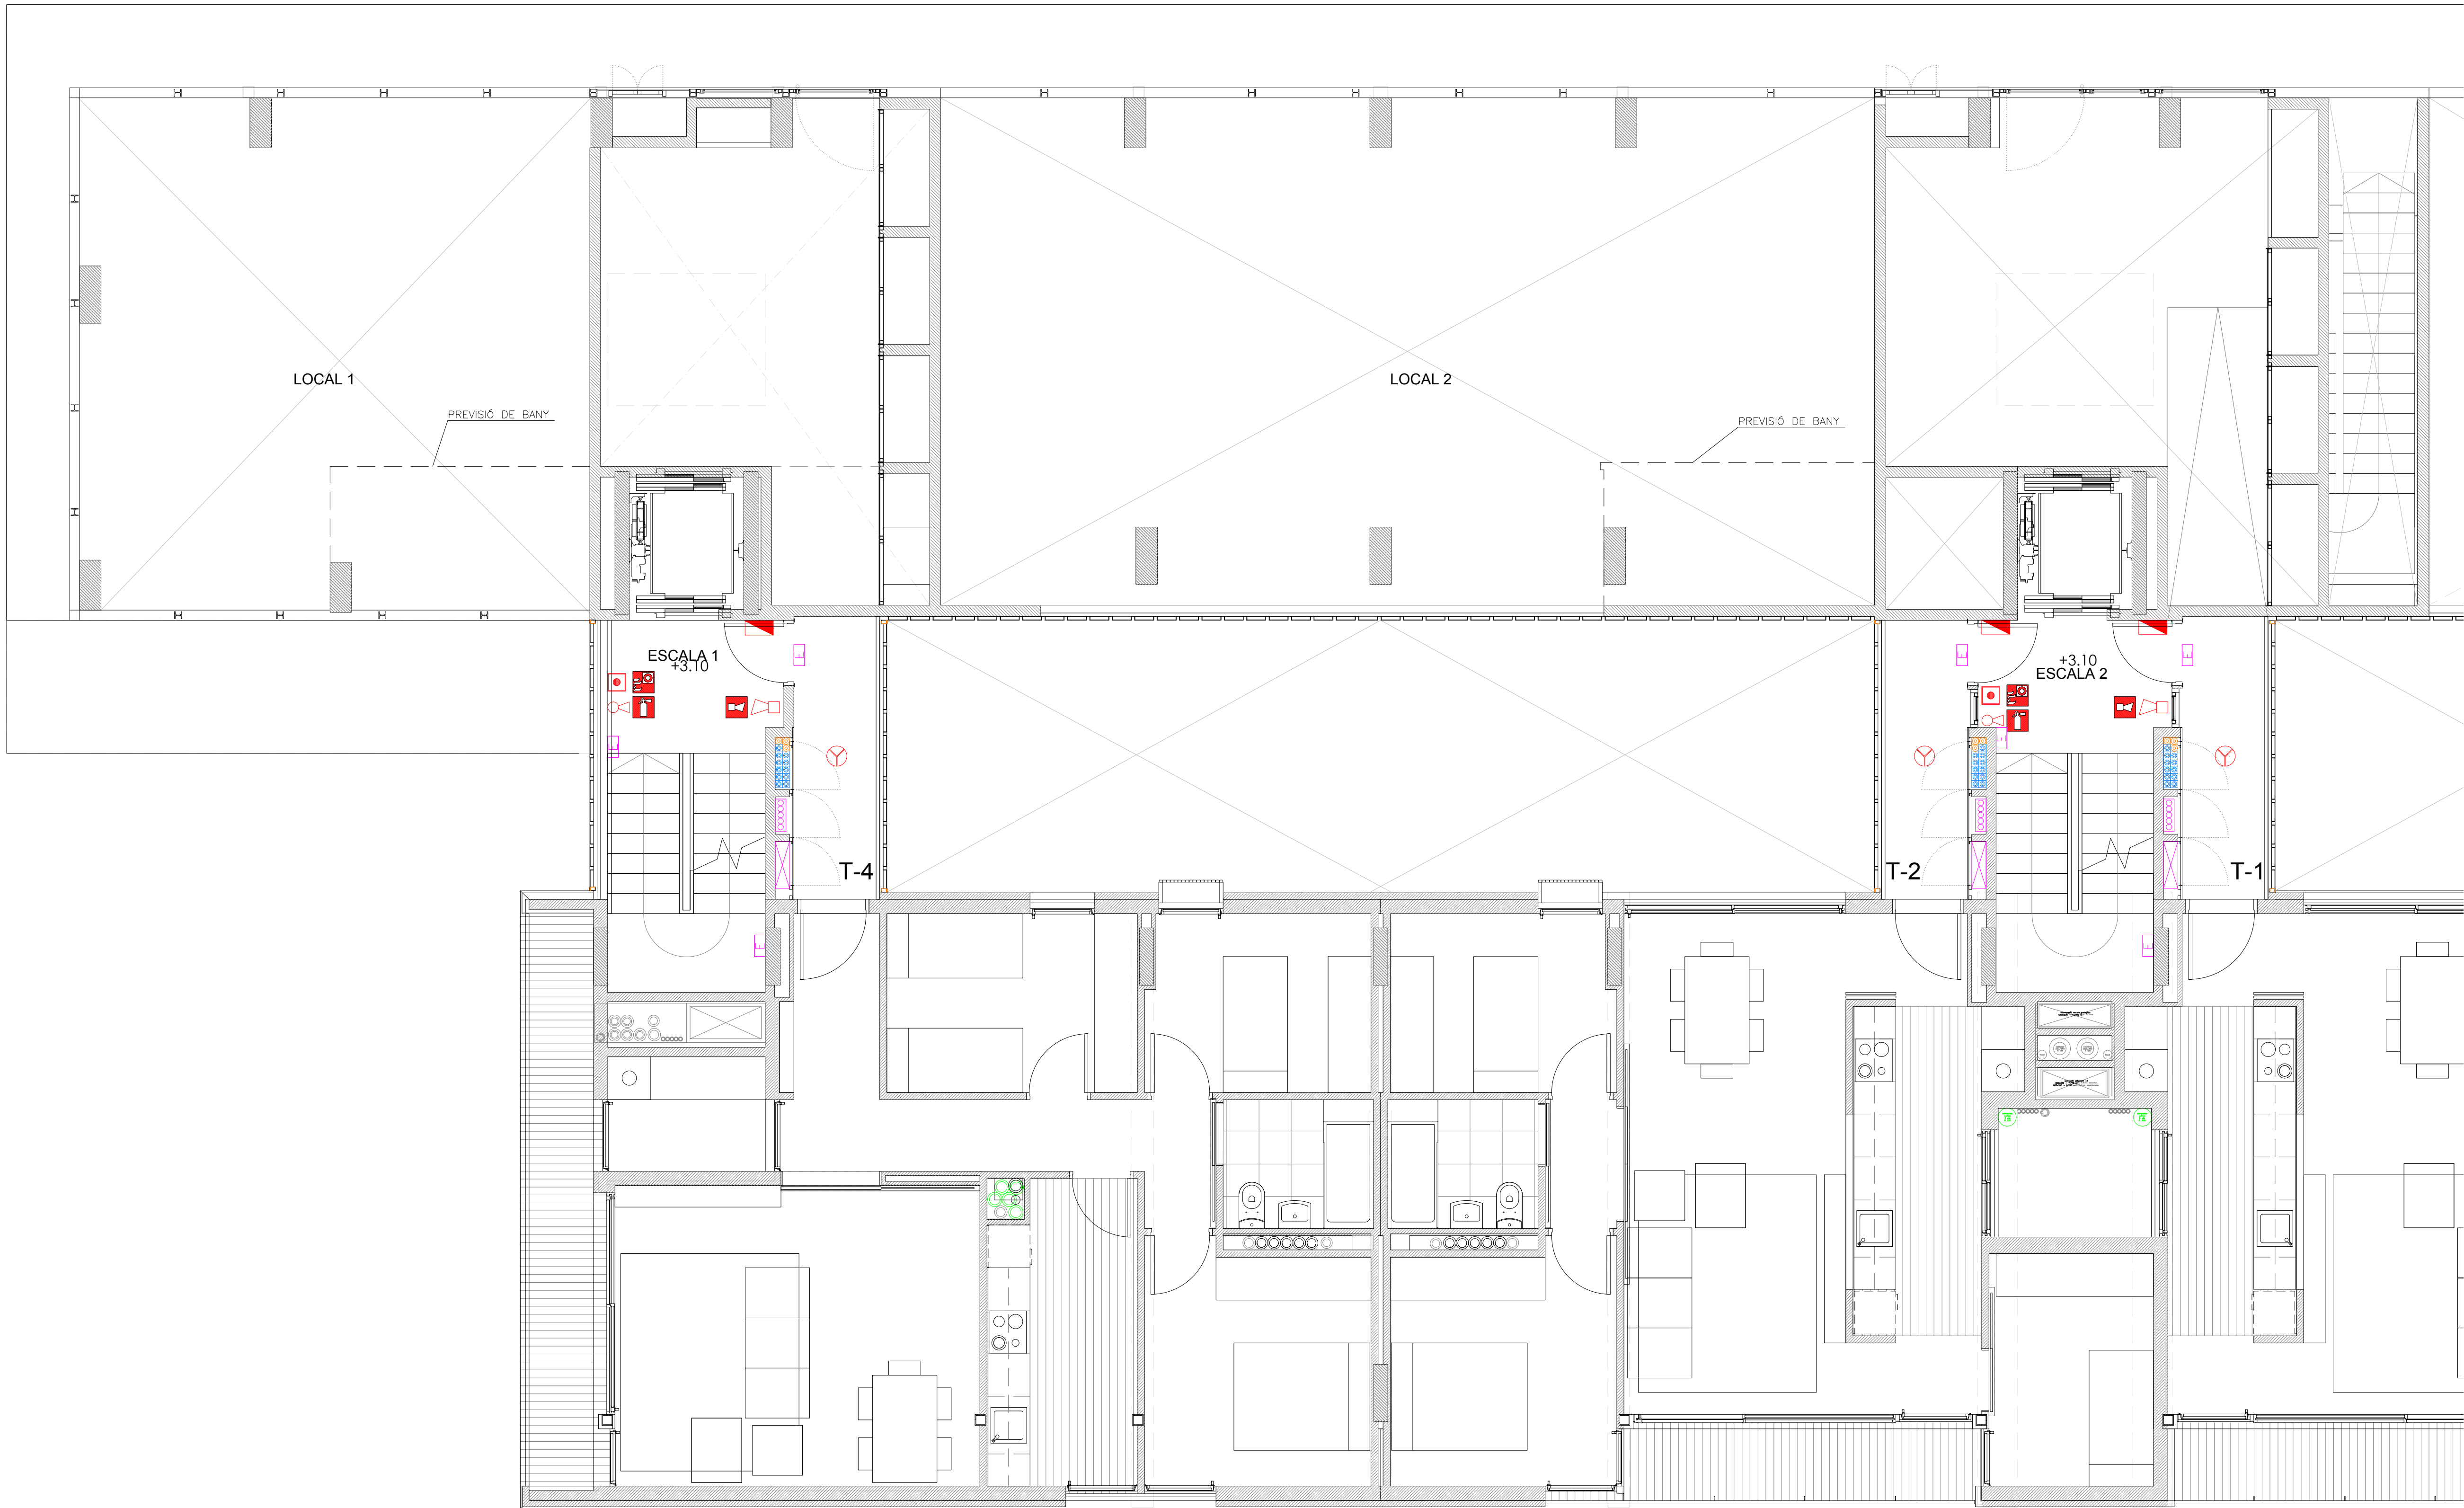 LOCAL 1
PREVISIÓ DE BANY
LOCAL 2
PREVISIÓ DE BANY
ESCALA 1
+3.10
+3.10
ESCALA 2
T-4
T-2
T-1